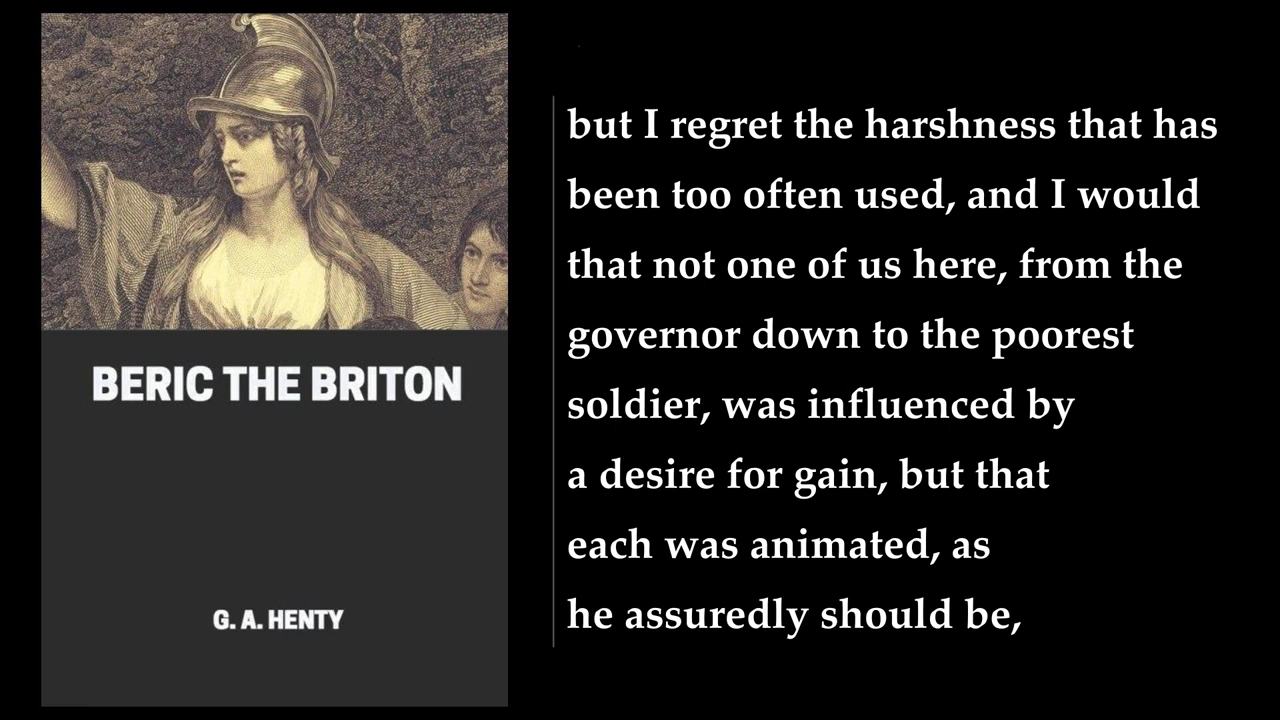 BERIC THE BRITON
G. A. HENTY
but I regret the harshness that has
been too often used, and I would
that not one of us here, from the
governor down to the poorest
soldier, was influenced by
a desire for gain, but that
each was animated, as
he assuredly should be,